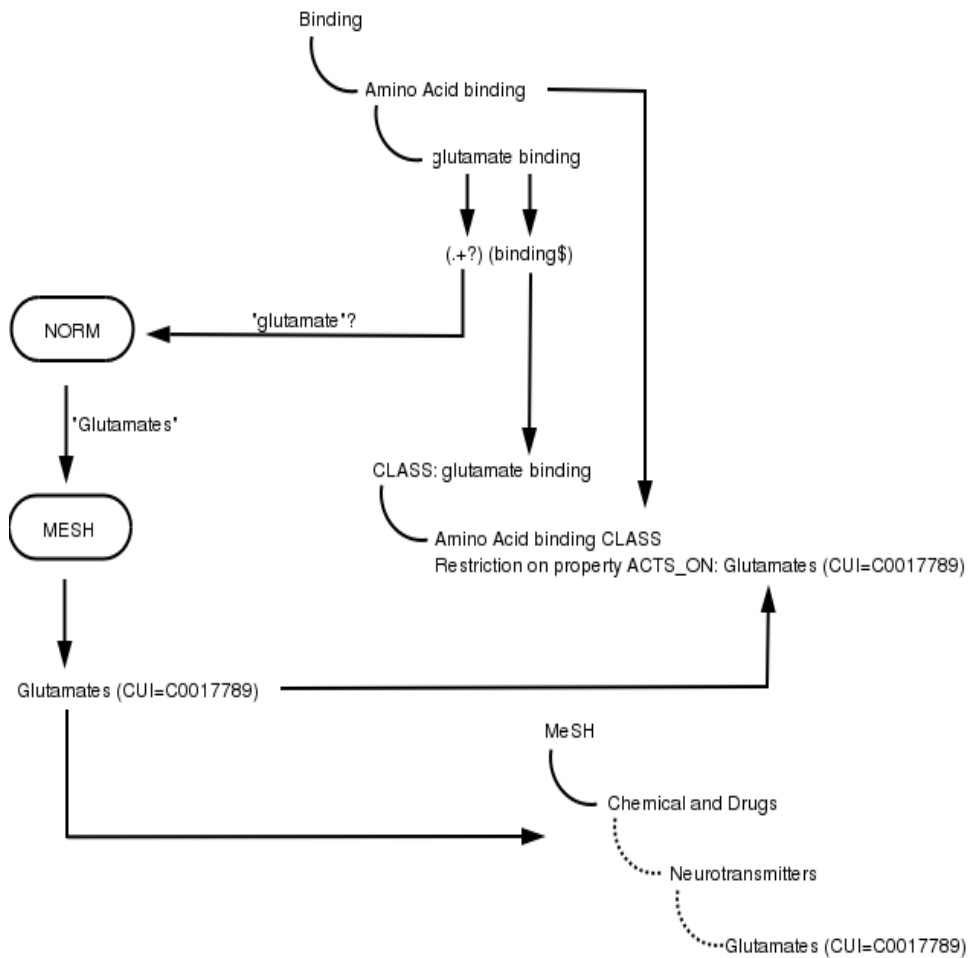 Binding
Amino Acid binding
glutamate binding
(.+?) (binding$)
"glutamate"?
NORM
"Glutamates"
CLASS: glutamate binding
MESH
Amino Acid binding CLASS
Restriction on property ACTS_ON: Glutamates (CUI=C0017789)
Glutamates (CUI=C0017789)
MeSH
Chemical and Drugs
Neurotransmitters
Glutamates (CUI=C0017789)